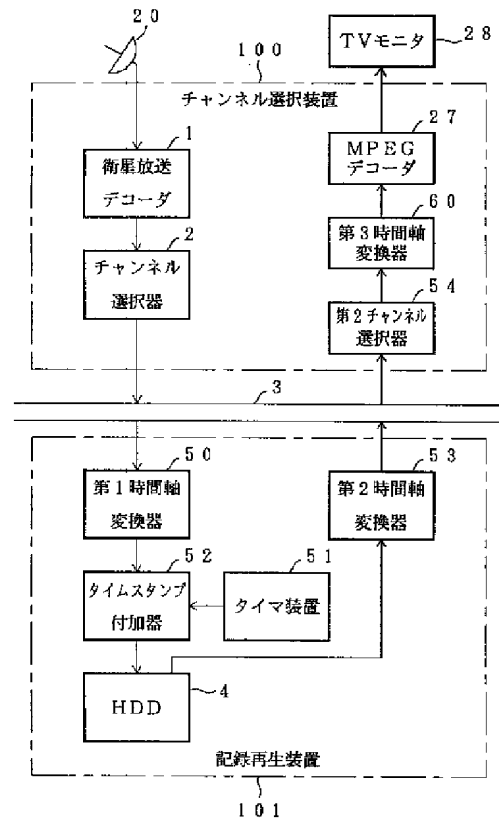 20
TVモニタ
28
100
チャンネル選択装置
1
衛星放送
デコーダ
27
MPEG
デコーダ
2
チャンネル
選択器
60
第3時間軸
変換器
54
第2チャンネル
選択器
3
50
第1時間軸
変換器
53
第2時間軸
変換器
52
タイムスタンプ
付加器
51
タイマ装置
HDD
4
記録再生装置
101